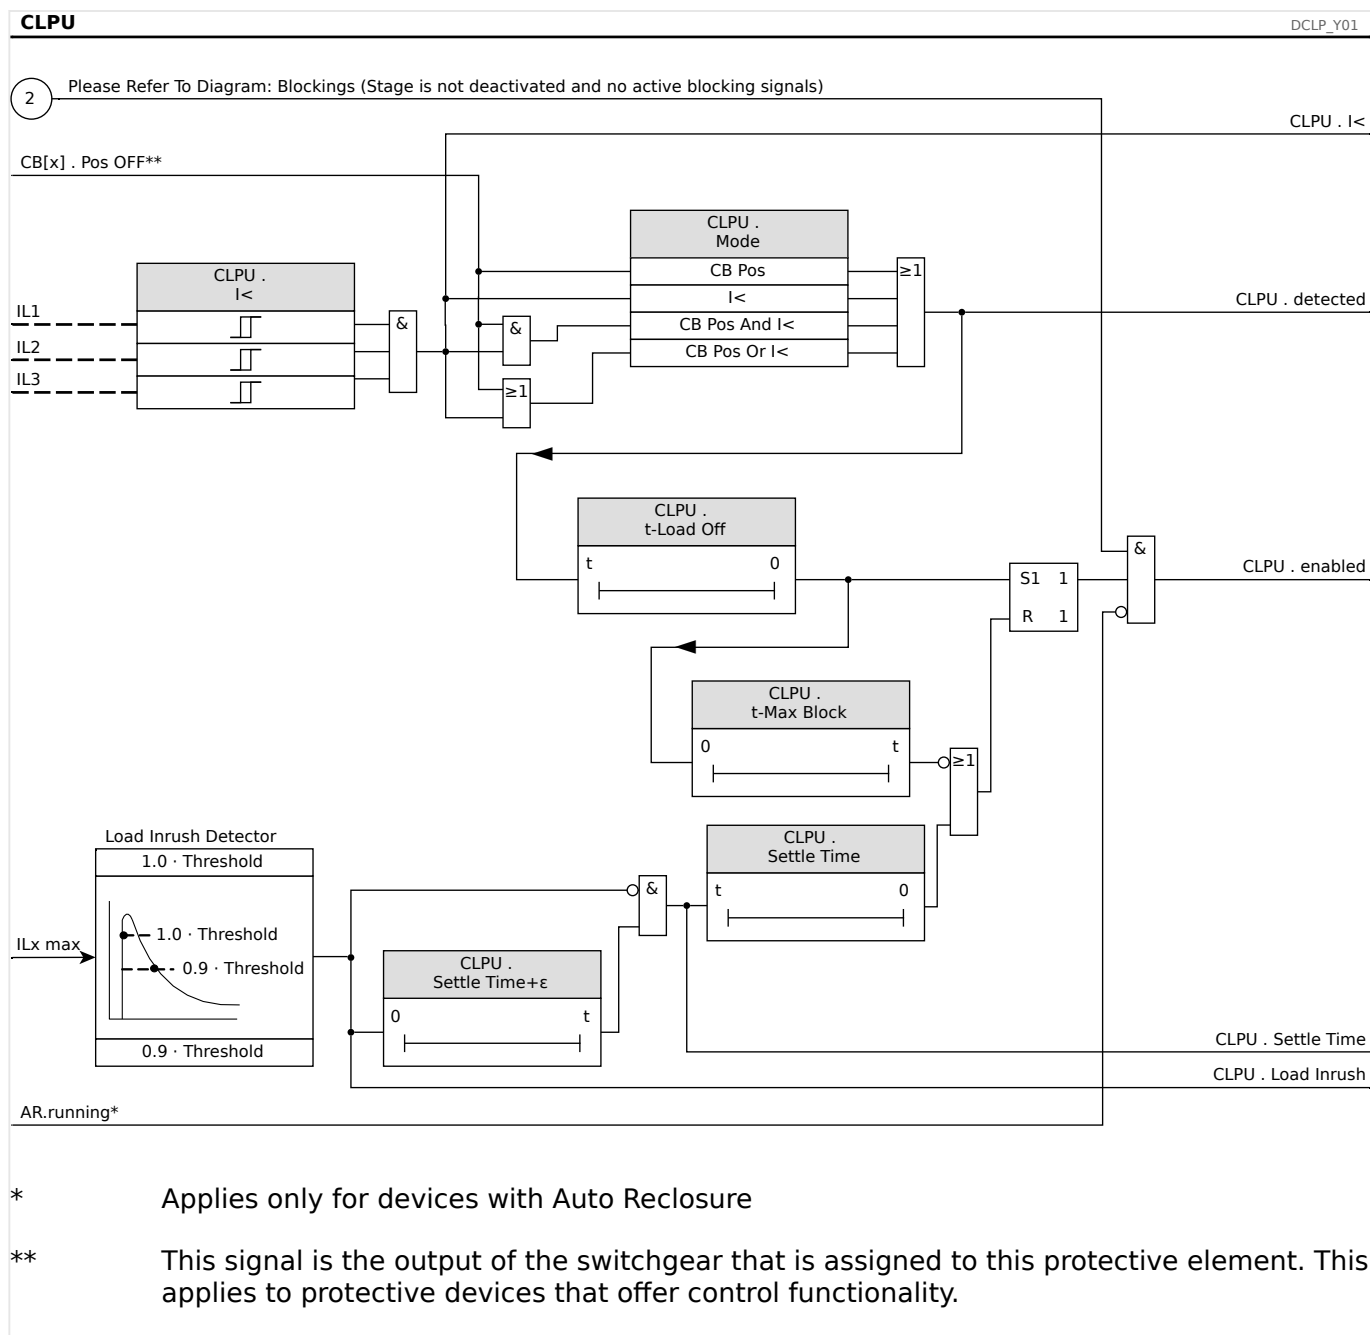 CLPU
DCLP_Y01
2
Please Refer To Diagram: Blockings (Stage is not deactivated and no active blocking signals)
CLPU . I<
CB[x] . Pos OFF**
CLPU .
Mode
CB Pos
I<
CB Pos And I<
CB Pos Or I<
≥1
CLPU . detected
CLPU .
I<
IL1
IL2
IL3
&
&
≥1
CLPU .
t-Load Off
t 0
S1 1
R 1
&
CLPU . enabled
CLPU .
t-Max Block
0 t
≥1
Load Inrush Detector
1.0 · Threshold
1.0 · Threshold
0.9 · Threshold
0.9 · Threshold
ILx max
&
CLPU .
Settle Time
t 0
CLPU .
Settle Time+ε
0 t
CLPU . Settle Time
CLPU . Load Inrush
AR.running*
* Applies only for devices with Auto Reclosure
** This signal is the output of the switchgear that is assigned to this protective element. This
applies to protective devices that offer control functionality.